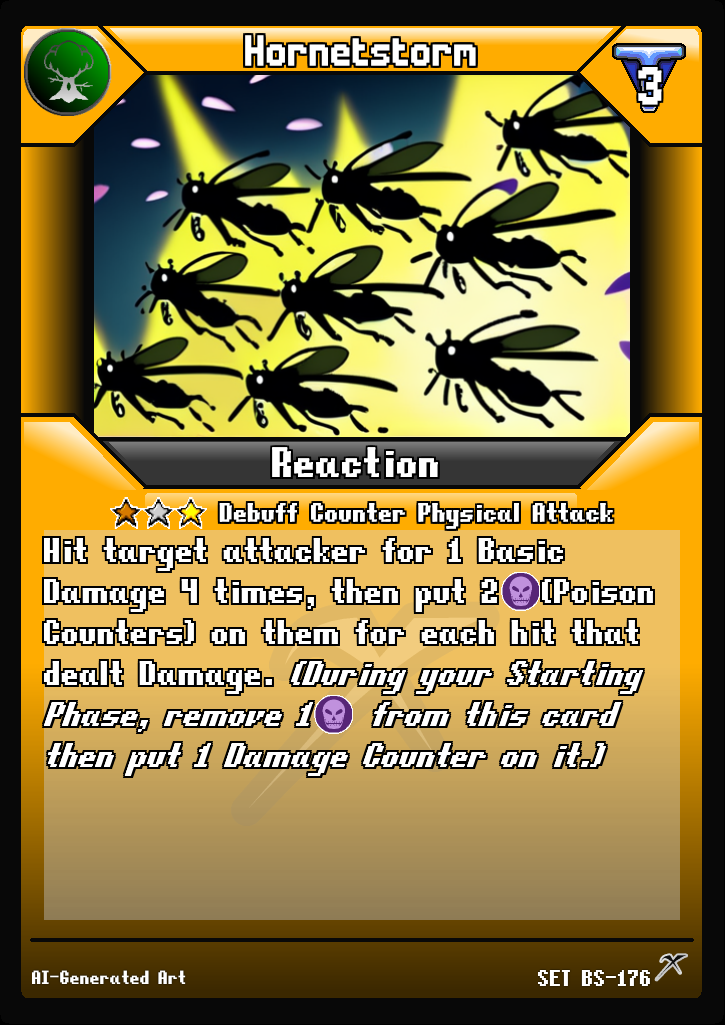 Hornetstorm
3
Reaction
Debuff Counter Physical Attack
Hit target attacker for 1 Basic
Damage 4 times, then put 2 (Poison
Counters) on them for each hit that
dealt Damage. (During your Starting
Phase, remove 1 from this card
then put 1 Damage Counter on it.)
AI-Generated Art
SET BS-176